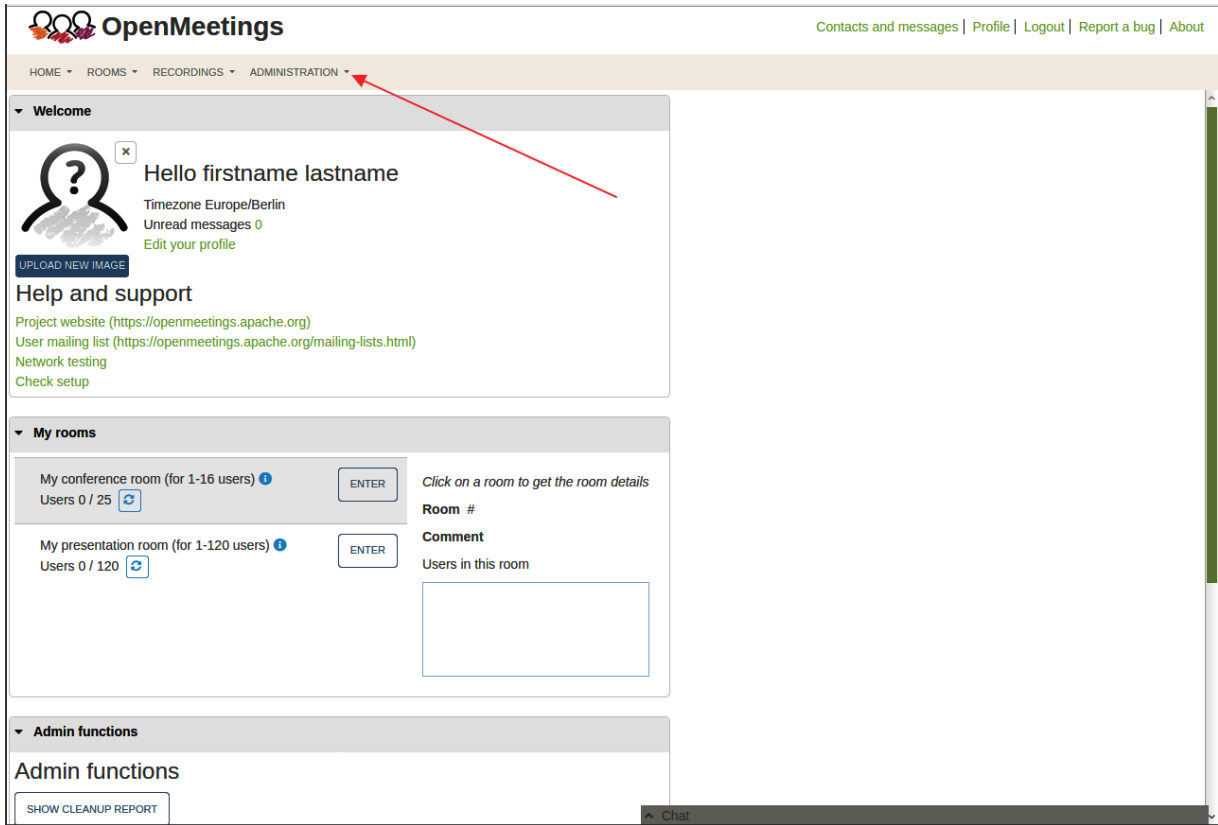 OpenMeetings
Contacts and messages | Profile | Logout | Report a bug | About
HOME ROOMS RECORDINGS ADMINISTRATION
Welcome
?
Hello firstname lastname
Timezone Europe/Berlin
Unread messages 0
Edit your profile
UPLOAD NEW IMAGE
Help and support
Project website (https://openmeetings.apache.org)
User mailing list (https://openmeetings.apache.org/mailing-lists.html)
Network testing
Check setup
My rooms
My conference room (for 1-16 users)
Users 0 / 25
ENTER
My presentation room (for 1-120 users)
Users 0 / 120
ENTER
Click on a room to get the room details
Room #
Comment
Users in this room
Admin functions
Admin functions
SHOW CLEANUP REPORT
Chat